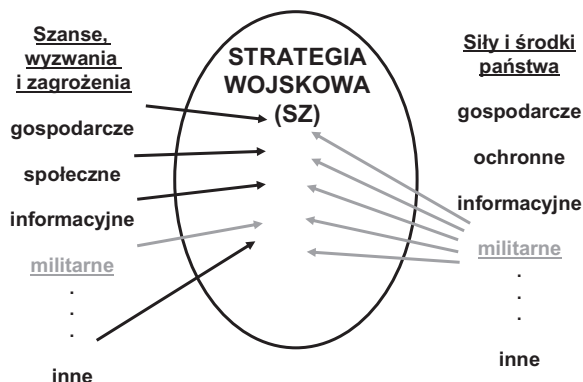 Szanse,
wyzwania
i zagrożenia
gospodarcze
społeczne
informacyjne
militarne
.
.
.
inne
STRATEGIA
WOJSKOWA
(SZ)
Siły i środki
państwa
gospodarcze
ochronne
informacyjne
militarne
.
.
.
inne